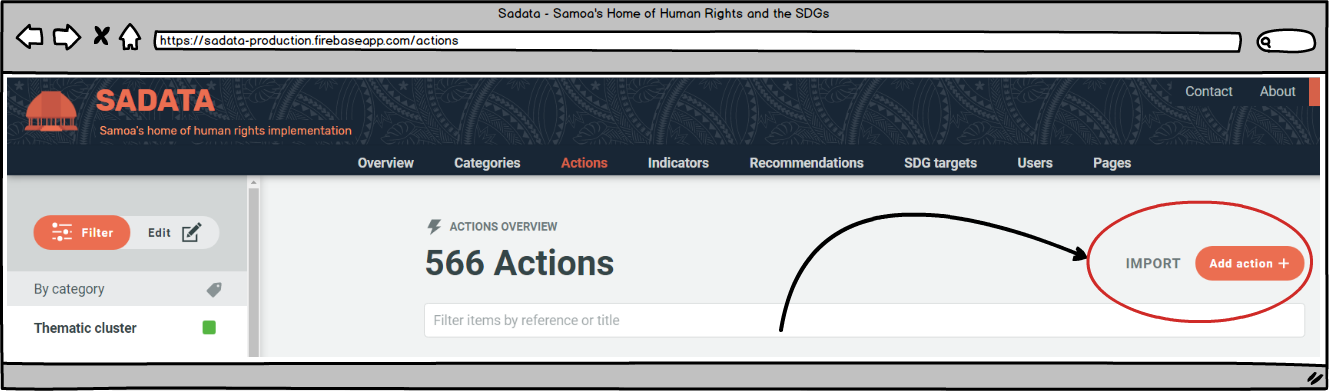 Sadata - Samoa's Home of Human Rights and the SDGs
https://sadata-production.firebaseapp.com/actions
SADATA
Samoa's home of human rights implementation
Contact About
Overview Categories Actions Indicators Recommendations SDG targets Users Pages
Filter Edit
By category
Thematic cluster
ACTIONS OVERVIEW
566 Actions
IMPORT Add action +
Filter items by reference or title